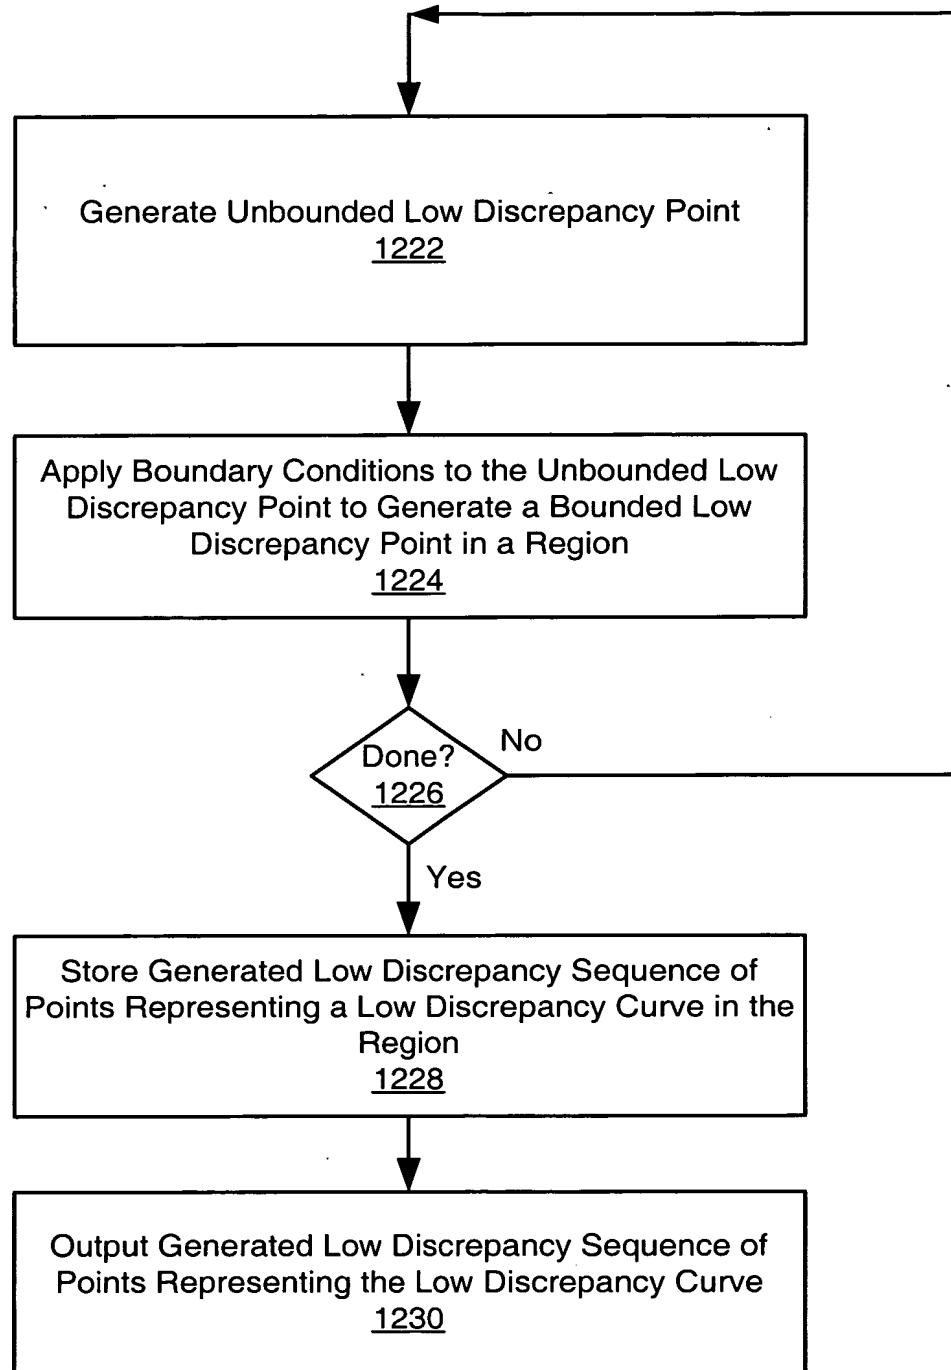 Generate Unbounded Low Discrepancy Point
1222
Apply Boundary Conditions to the Unbounded Low
Discrepancy Point to Generate a Bounded Low
Discrepancy Point in a Region
1224
Done?
1226
No
Yes
Store Generated Low Discrepancy Sequence of
Points Representing a Low Discrepancy Curve in the
Region
1228
Output Generated Low Discrepancy Sequence of
Points Representing the Low Discrepancy Curve
1230